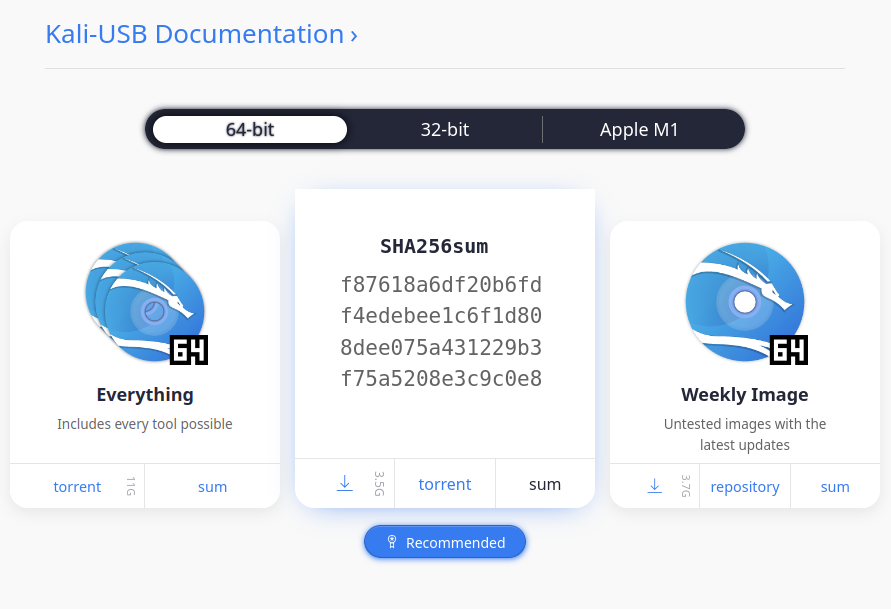 Kali-USB Documentation ›
64-bit
32-bit
Apple M1
64
Everything
Includes every tool possible
torrent
11G
sum
SHA256sum
f87618a6df20b6fd
f4edebee1c6f1d80
8dee075a431229b3
f75a5208e3c9c0e8
3.5G
torrent
sum
64
Weekly Image
Untested images with the
latest updates
3.7G
repository
sum
Recommended